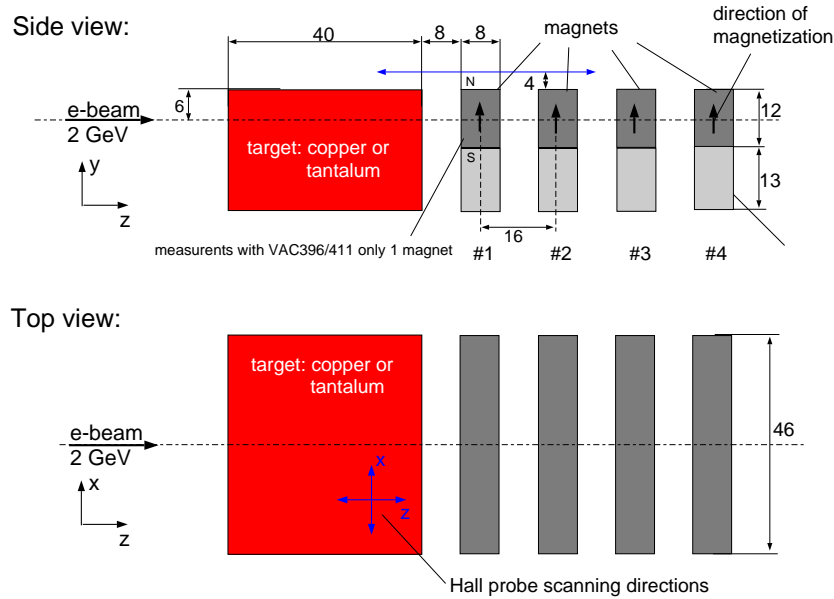 Side view:
direction of
magnetization
magnets
40
8
8
4
N
6
e-beam
2 GeV
target: copper or
tantalum
12
S
13
y
z
16
measurents with VAC396/411 only 1 magnet
#1
#2
#3
#4
Top view:
target: copper or
tantalum
e-beam
2 GeV
46
x
x
z
z
Hall probe scanning directions